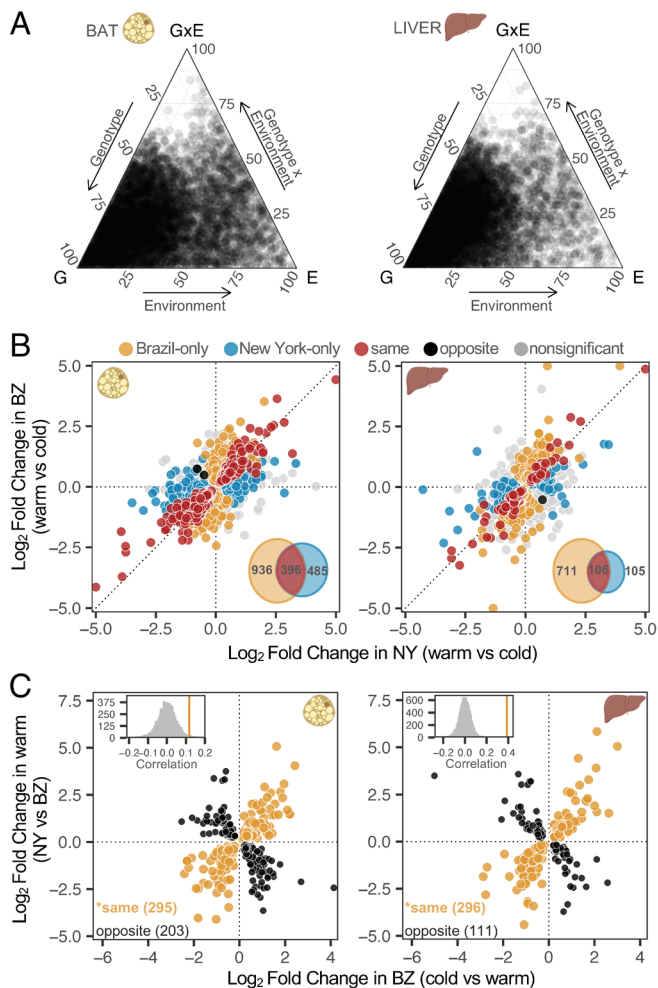 A
BAT
GxE
100
25
75
Genotype
50
50
Genotype x
Environment
75
25
100
G
25
50
75
100
E
Environment
LIVER
GxE
100
25
75
Genotype
50
50
Genotype x
Environment
75
25
100
G
25
50
75
100
E
Environment
B
Brazil-only
New York-only
same
opposite
nonsignificant
Log2 Fold Change in BZ
(warm vs cold)
5.0
2.5
0.0
−2.5
−5.0
936
396
485
−5.0
−2.5
0.0
2.5
5.0
5.0
2.5
0.0
−2.5
−5.0
711
106
105
−5.0
−2.5
0.0
2.5
5.0
Log2 Fold Change in NY (warm vs cold)
C
Log2 Fold Change in warm
(NY vs BZ)
7.5
5.0
2.5
0.0
−2.5
−5.0
375
250
125
0
−0.2
−0.1
0.0
0.1
0.2
Correlation
*same (295)
opposite (203)
−6
−4
−2
0
2
4
7.5
5.0
2.5
0.0
−2.5
−5.0
600
400
200
0
−0.2
0.0
0.2
0.4
Correlation
*same (296)
opposite (111)
−6
−4
−2
0
2
4
Log2 Fold Change in BZ (cold vs warm)